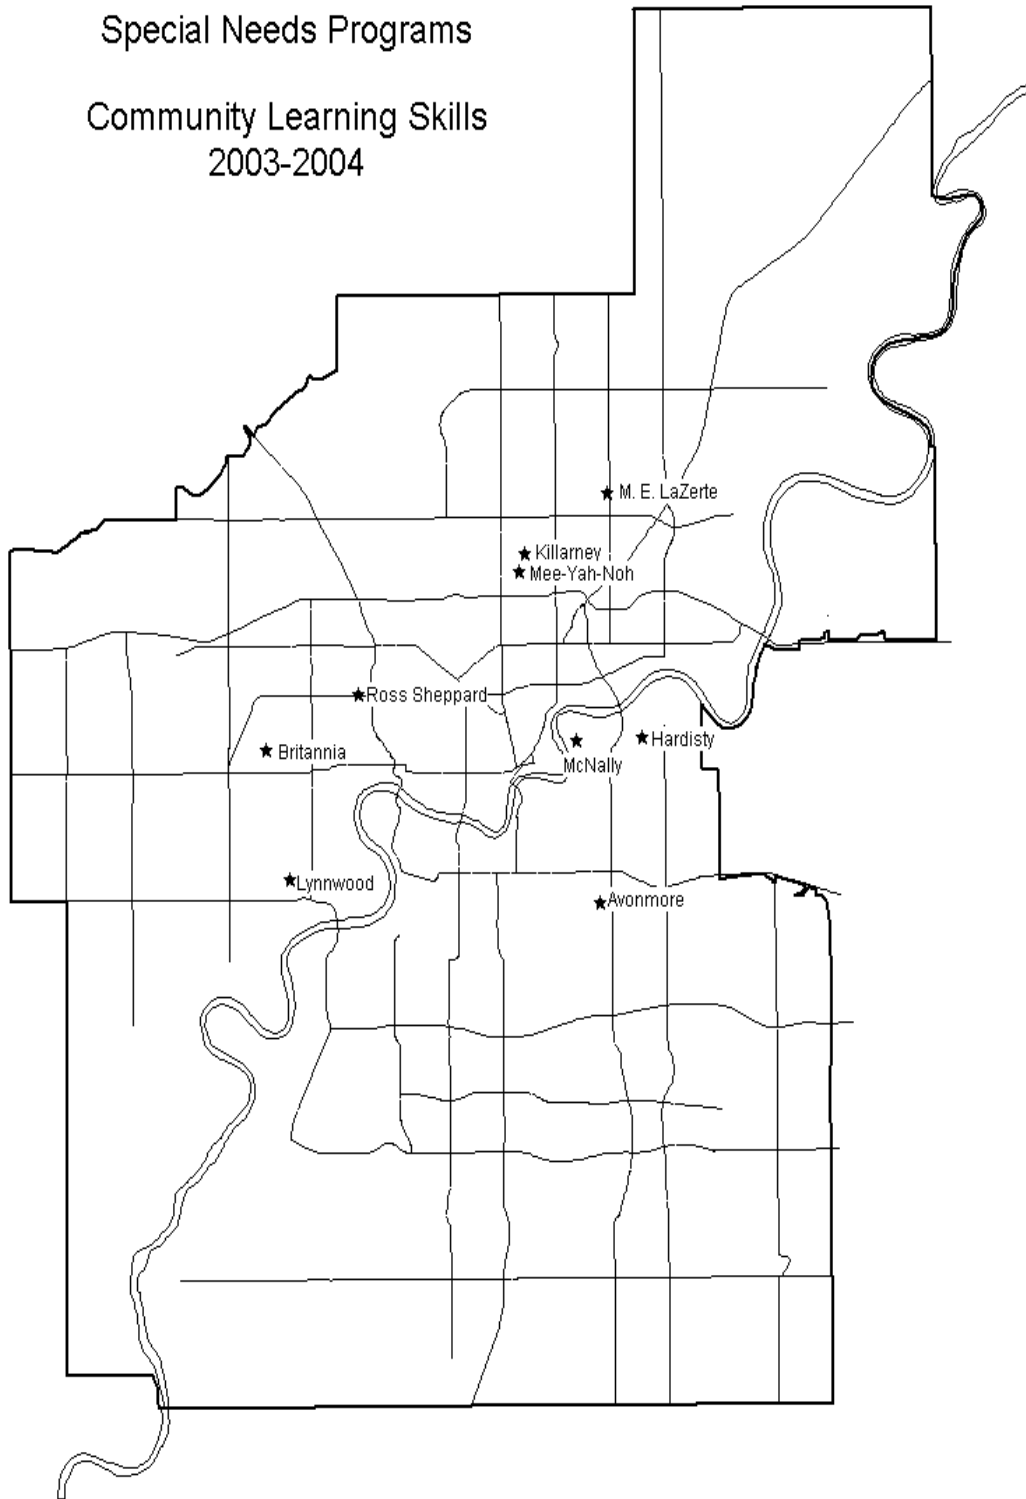 Special Needs Programs
Community Learning Skills
2003-2004
M. E. LaZerte
Killarney
Mee-Yah-Noh
Ross Sheppard
Hardisty
Britannia
McNally
Lynnwood
Avonmore